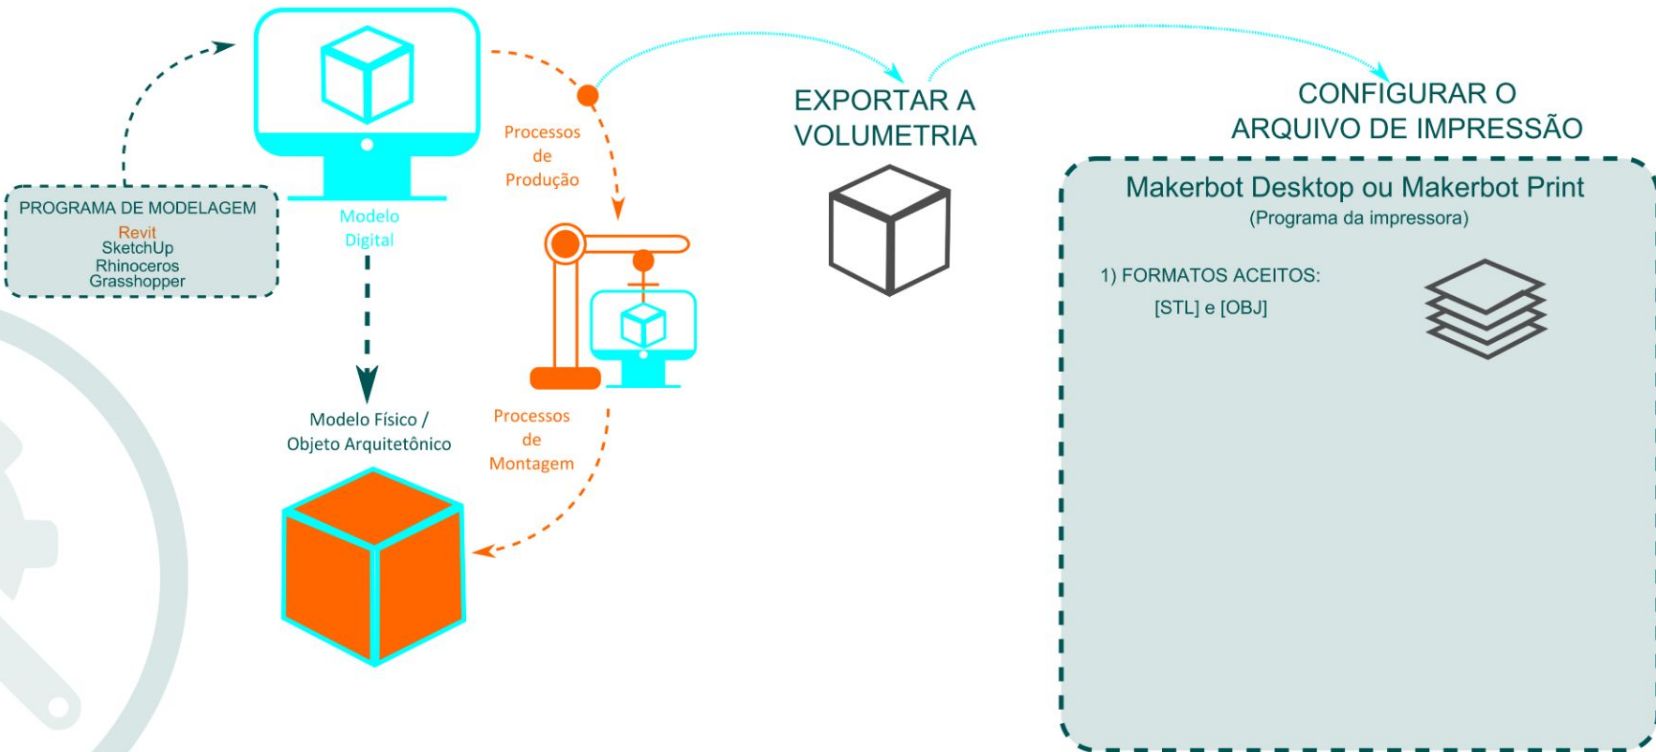 PROGRAMA DE MODELAGEM
Revit
SketchUp
Rhinoceros
Grasshopper
Modelo
Digital
Processos
de
Produção
Modelo Físico /
Objeto Arquitetônico
Processos
de
Montagem
EXPORTAR A
VOLUMETRIA
CONFIGURAR O
ARQUIVO DE IMPRESSÃO
Makerbot Desktop ou Makerbot Print
(Programa da impressora)
1) FORMATOS ACEITOS:
[STL] e [OBJ]